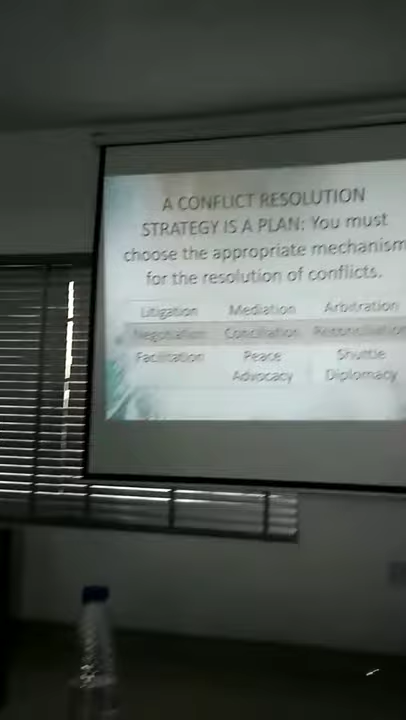 A CONFLICT RESOLUTION
STRATEGY IS A PLAN: You must
choose the appropriate mechanism
for the resolution of conflicts.
Litigation Mediation Arbitration
Negotiation Conciliation Reconciliation
Facilitation Peace Advocacy Shuttle Diplomacy